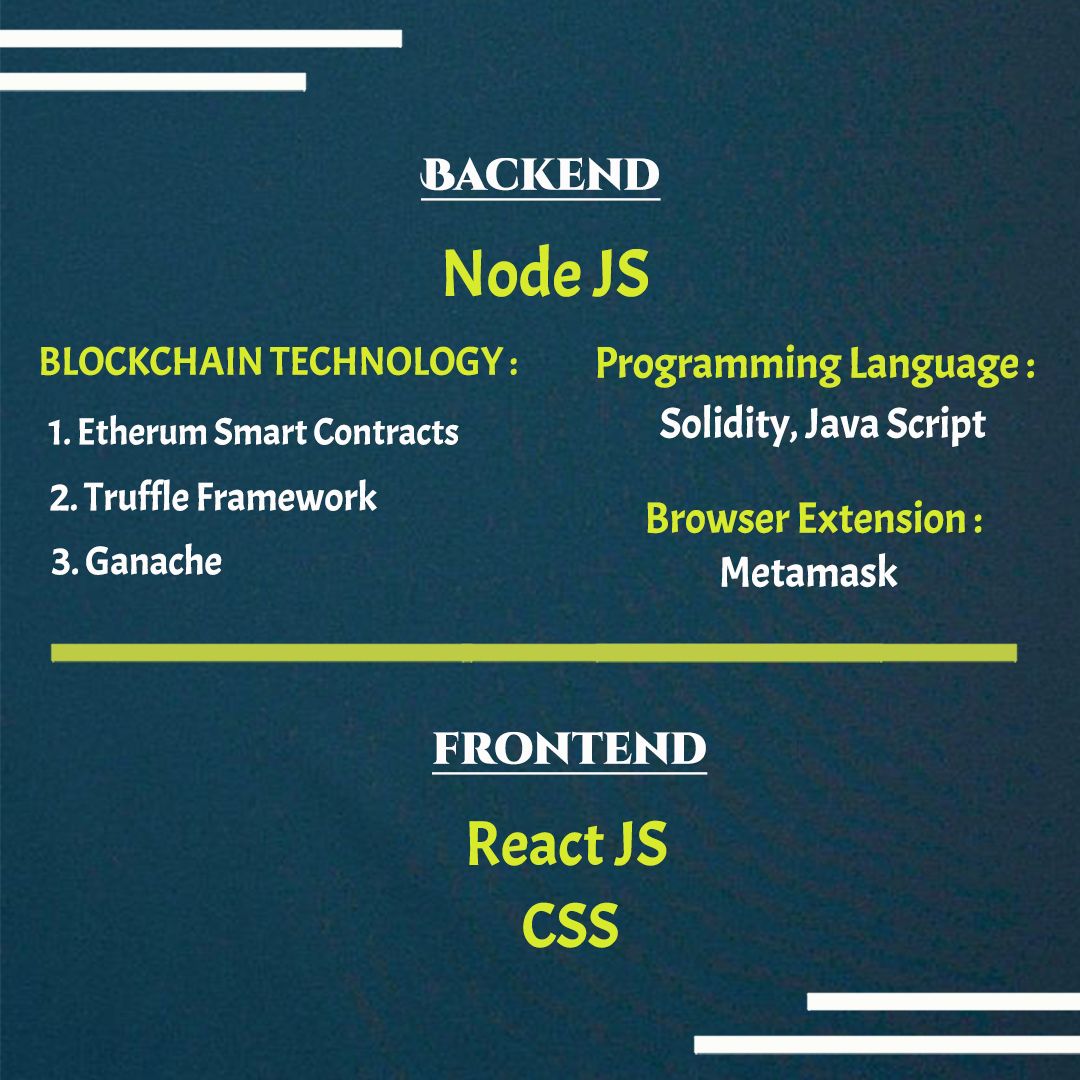 BACKEND
Node JS
BLOCKCHAIN TECHNOLOGY :
1. Etherum Smart Contracts
2. Truffle Framework
3. Ganache
Programming Language :
Solidity, Java Script
Browser Extension :
Metamask
FRONTEND
React JS
CSS